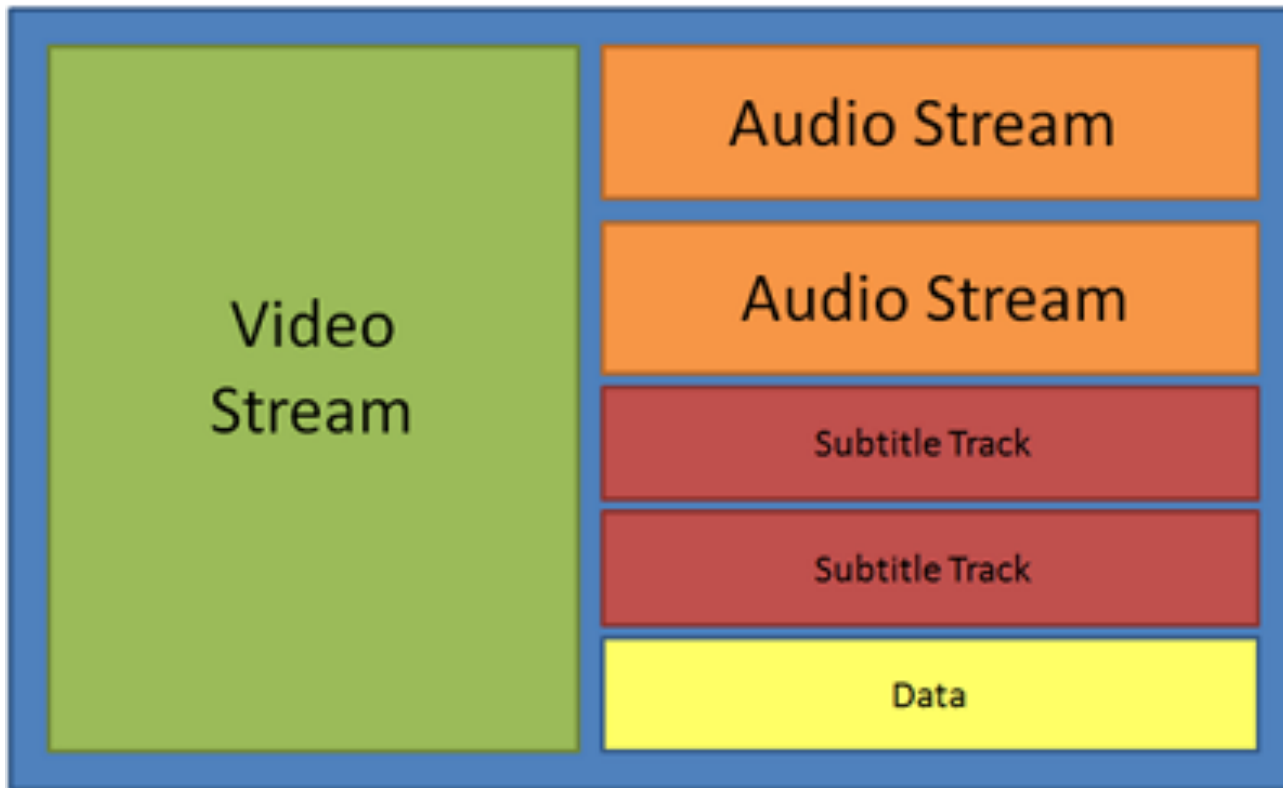 Video
Stream
Audio Stream
Audio Stream
Subtitle Track
Subtitle Track
Data